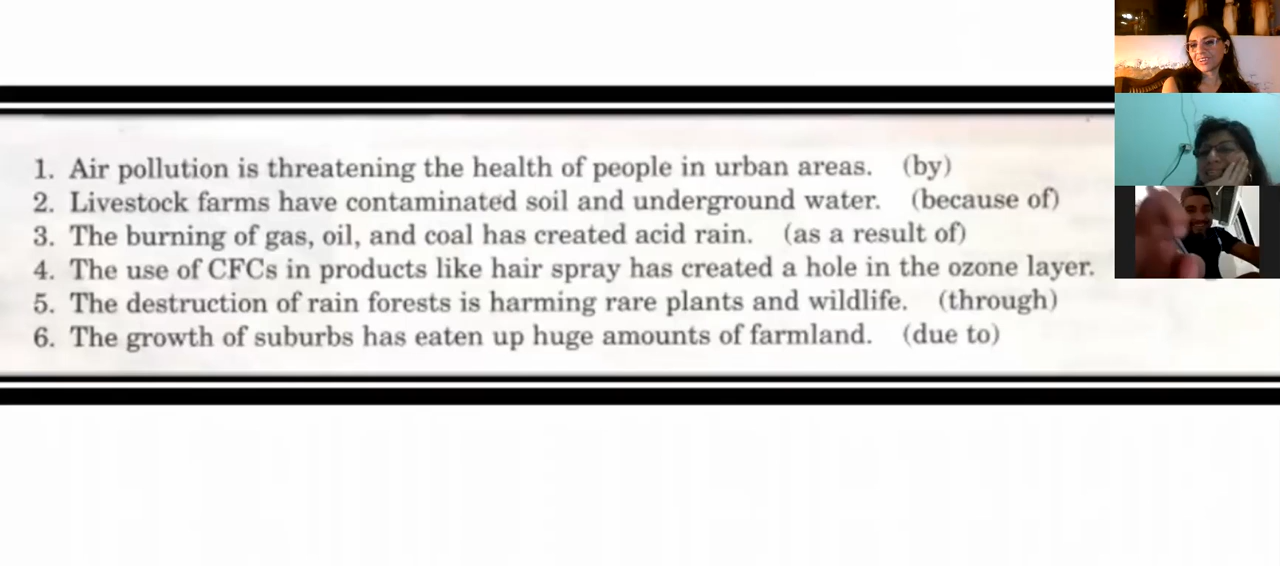 1. Air pollution is threatening the health of people in urban areas. (by)
2. Livestock farms have contaminated soil and underground water. (because of)
3. The burning of gas, oil, and coal has created acid rain. (as a result of)
4. The use of CFCs in products like hair spray has created a hole in the ozone layer.
5. The destruction of rain forests is harming rare plants and wildlife. (through)
6. The growth of suburbs has eaten up huge amounts of farmland. (due to)